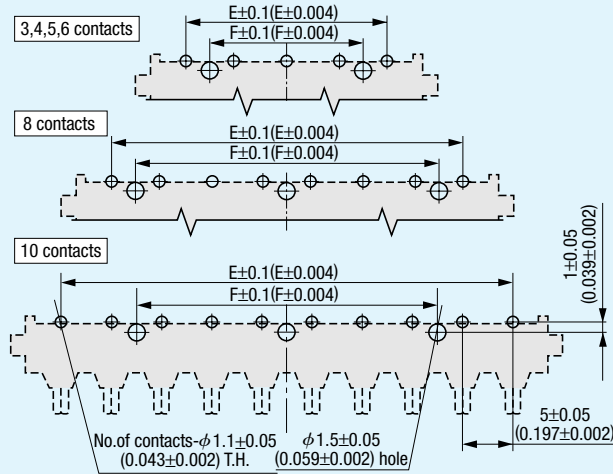 3,4,5,6 contacts
E±0.1(E±0.004)
F±0.1(F±0.004)
8 contacts
E±0.1(E±0.004)
F±0.1(F±0.004)
10 contacts
E±0.1(E±0.004)
F±0.1(F±0.004)
1±0.05
(0.039±0.002)
No.of contacts-ϕ1.1±0.05
(0.043±0.002) T.H.
ϕ1.5±0.05
(0.059±0.002) hole
5±0.05
(0.197±0.002)